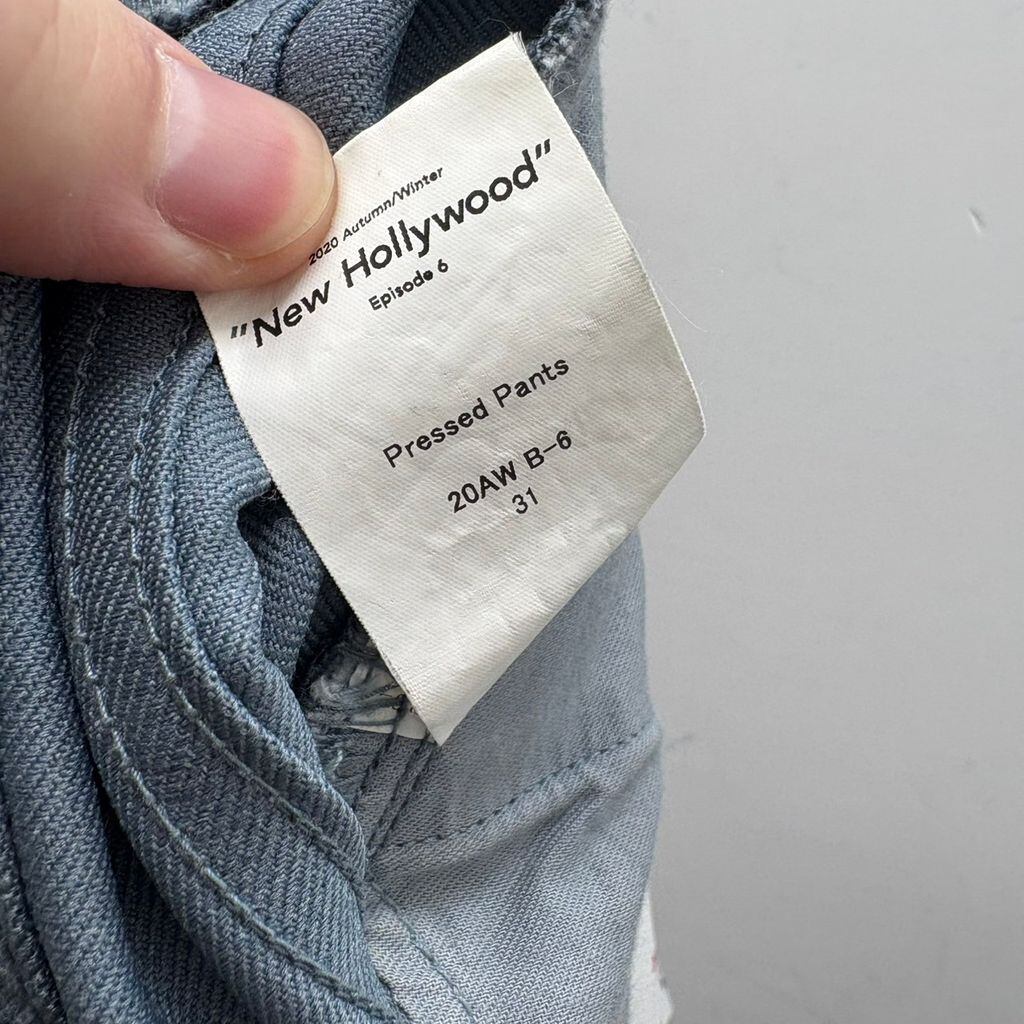 2020 Autumn/Winter
"New Hollywood"
Episode 6
Pressed Pants
20AW B-6
31